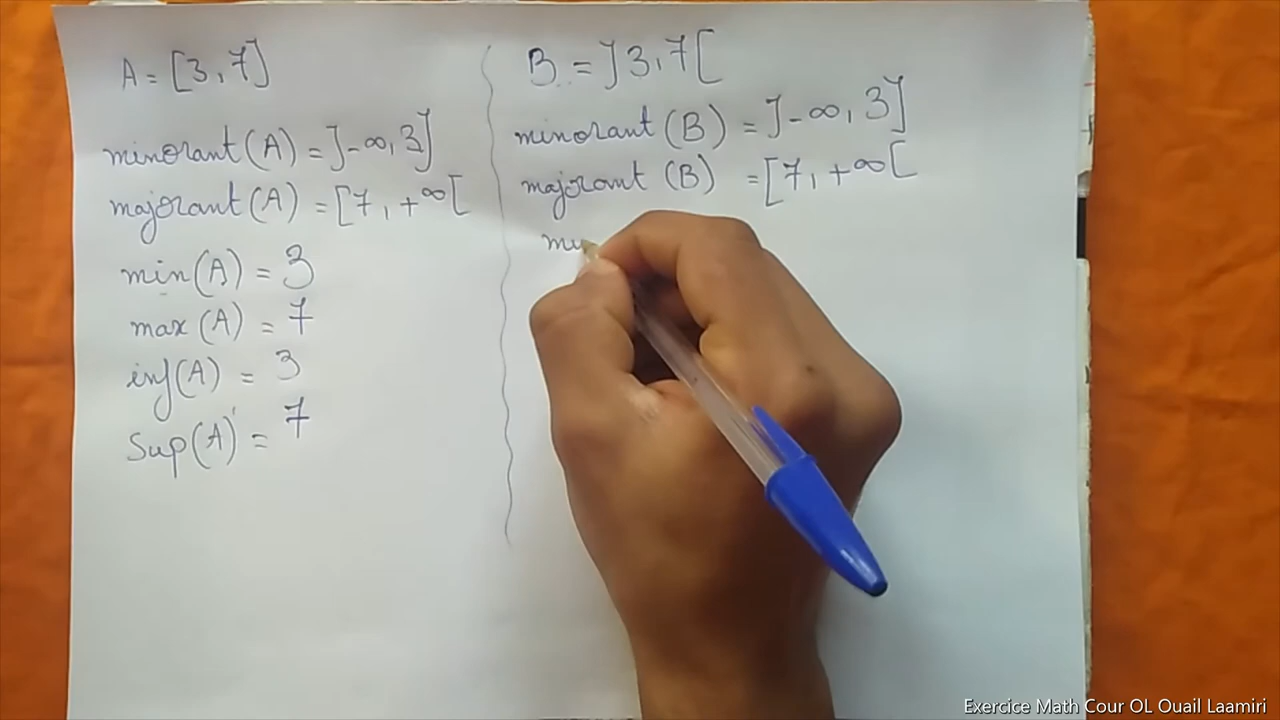 A = [3, 7]
minorant (A) = ]-∞, 3]
majorant (A) = [7, +∞[
min (A) = 3
max (A) = 7
inf (A) = 3
Sup (A) = 7
B = ]3, 7[
minorant (B) = ]-∞, 3]
majorant (B) = [7, +∞[
Exercice Math Cour OL Ouail Laamiri